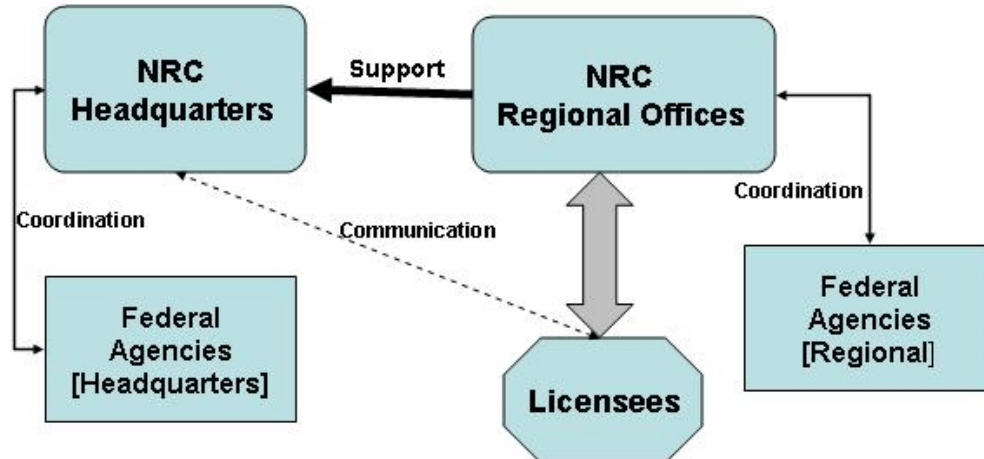 NRC
Headquarters
Support
NRC
Regional Offices
Coordination
Communication
Coordination
Federal
Agencies
[Headquarters]
Licensees
Federal
Agencies
[Regional]